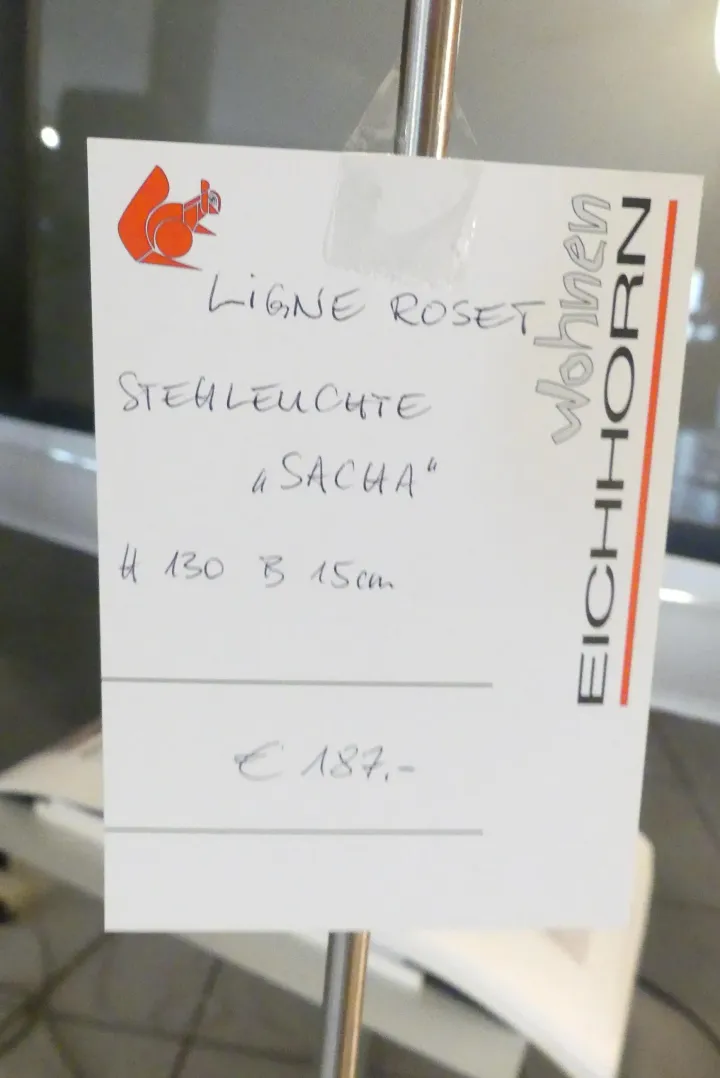 LIGNE ROSET
STEHLEUCHTE
„SACHA“
H 130 B 15cm
€ 187.-
Wohnen
EICHHORN